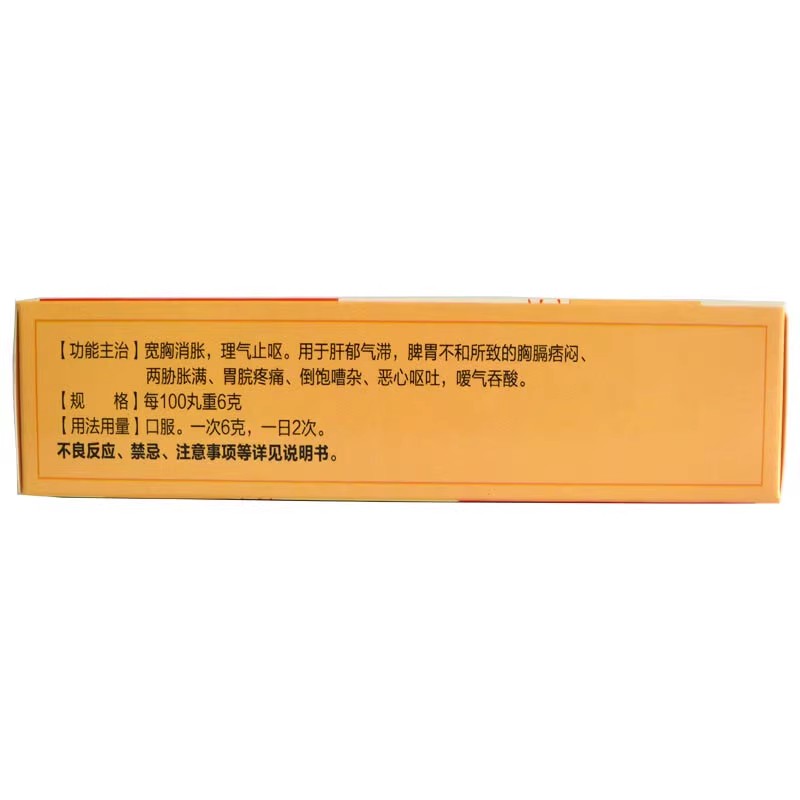 【功能主治】宽胸消胀，理气止呕。用于肝郁气滞，脾胃不和所致的胸膈痞闷、
两胁胀满、胃脘疼痛、倒饱嘈杂、恶心呕吐，嗳气吞酸。
【规　　格】每100丸重6克
【用法用量】口服。一次6克，一日2次。
不良反应、禁忌、注意事项等详见说明书。